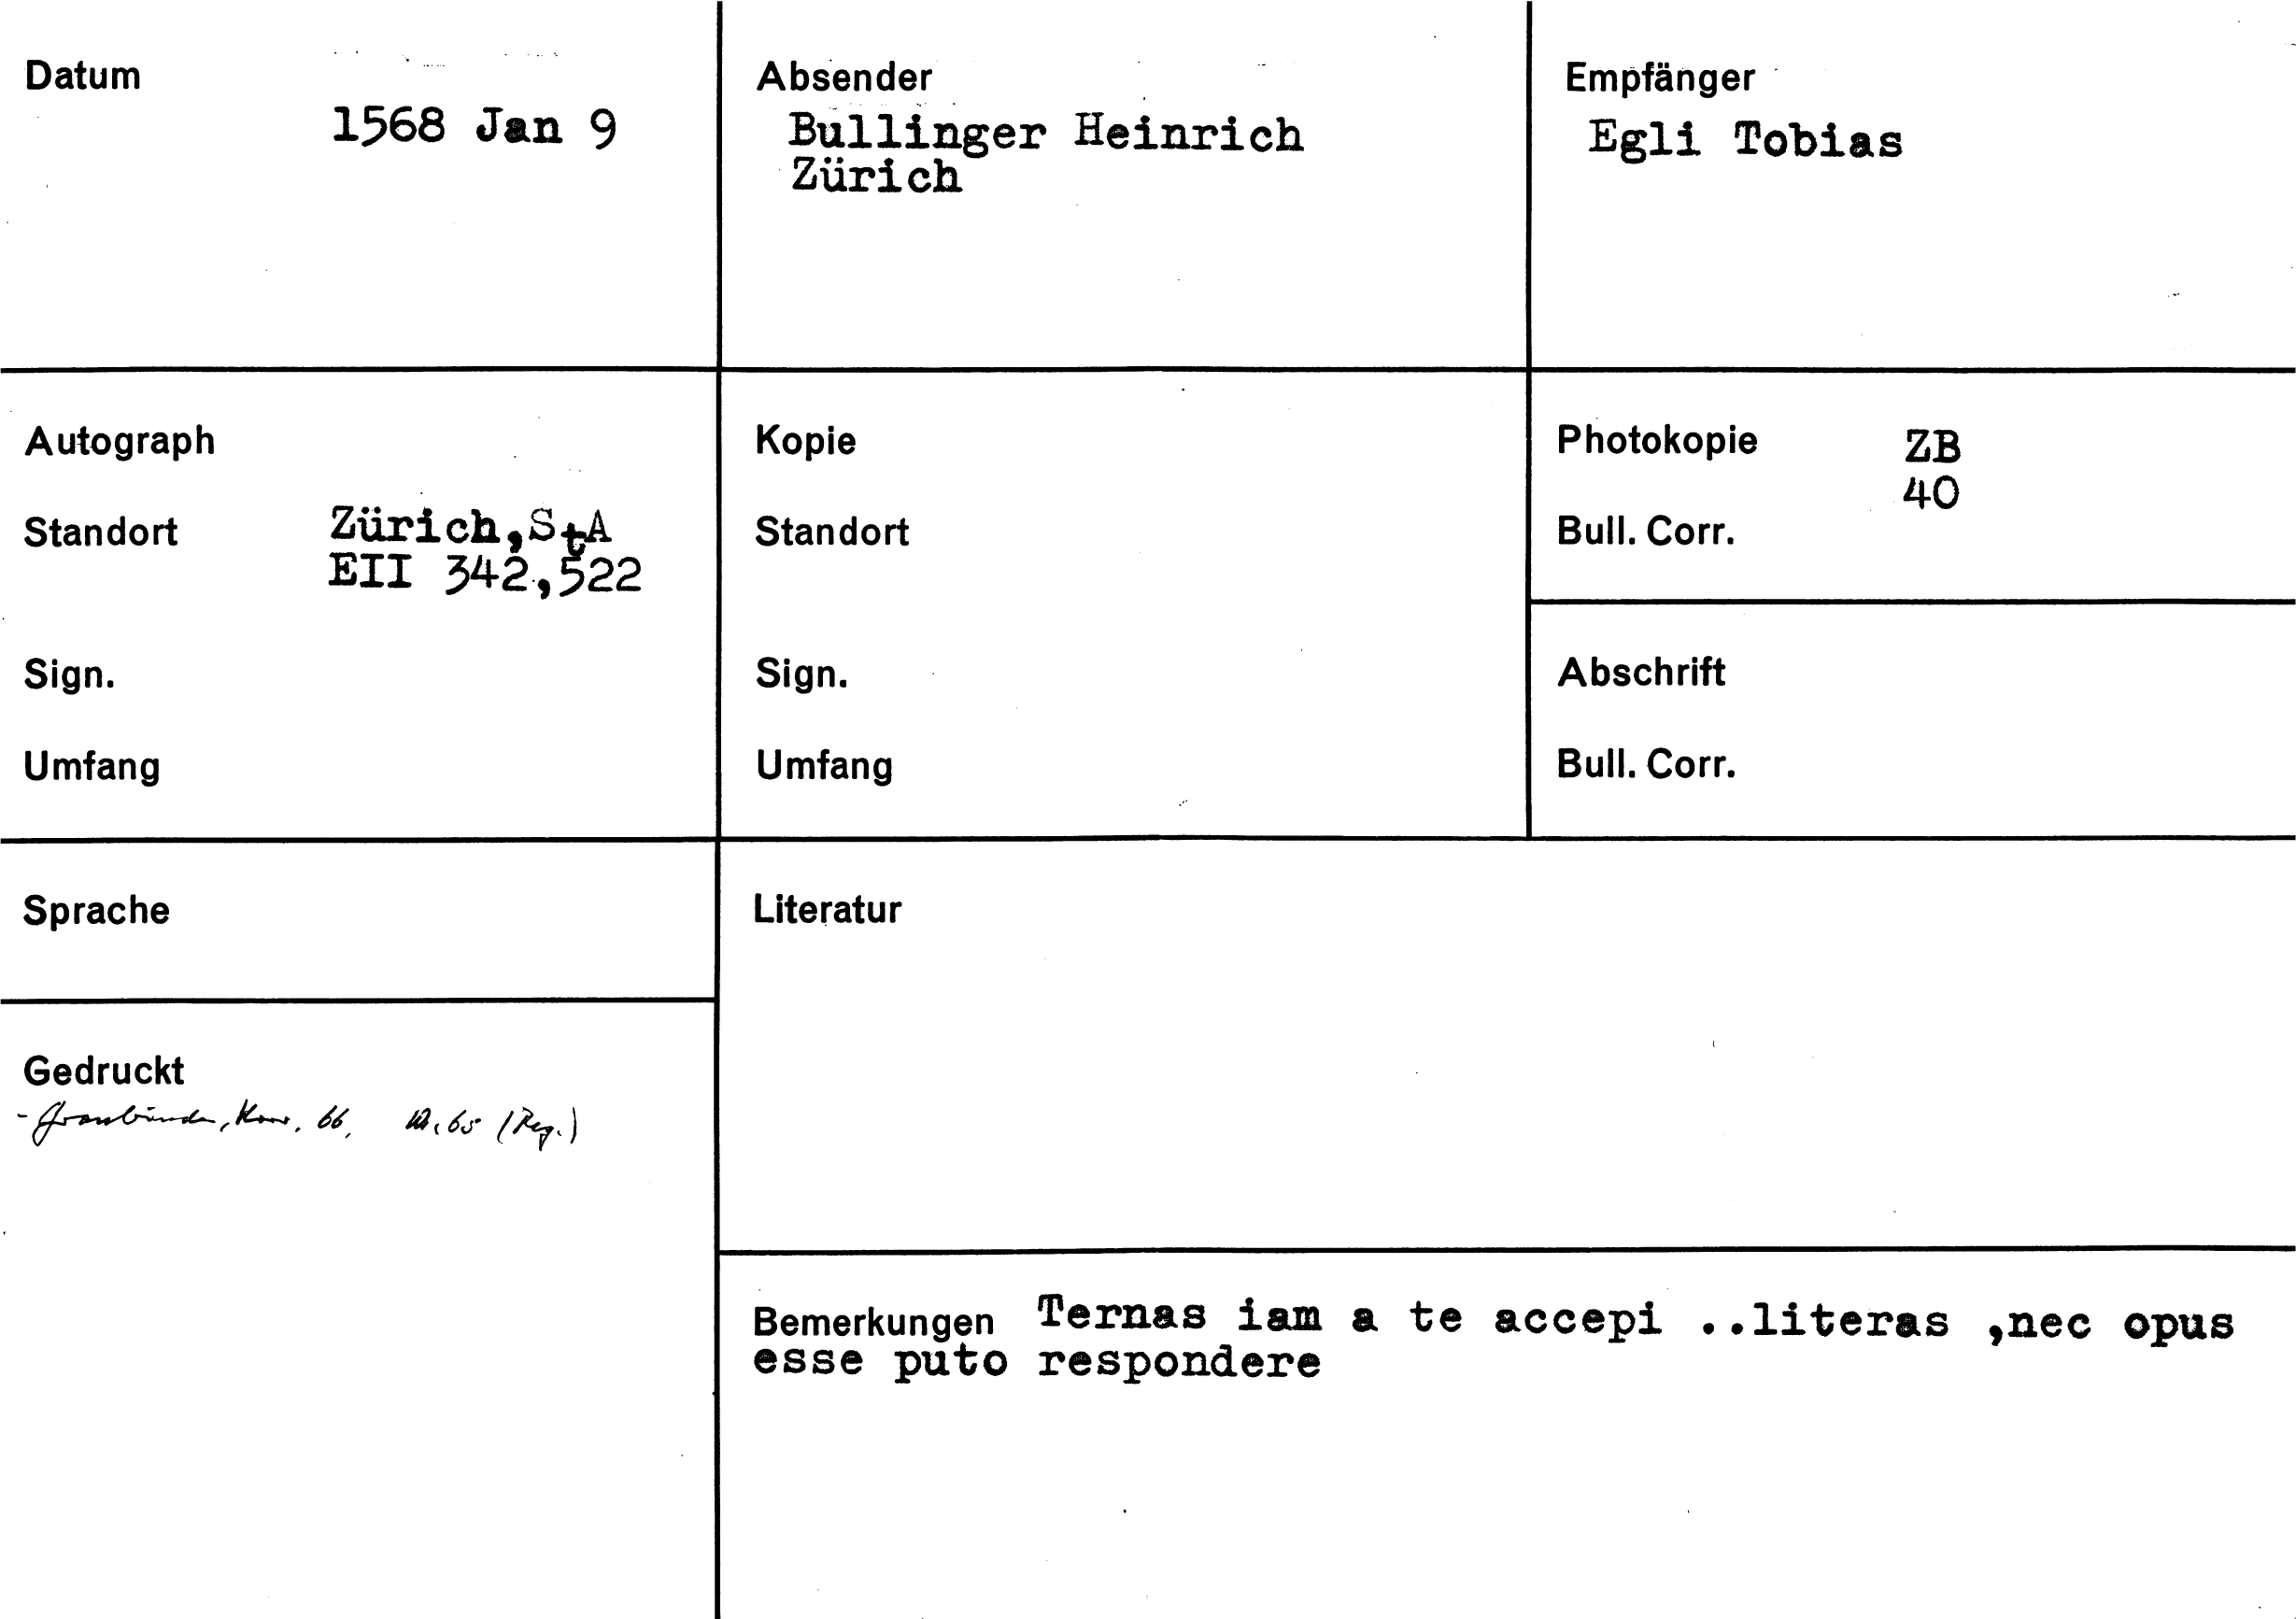 Datum
1568 Jan 9
Absender
Bullinger Heinrich
Zürich
Empfänger
Egli Tobias
Autograph
Standort
Zürich,StA
EII 342,522
Sign.
Umfang
Kopie
Standort
Sign.
Umfang
Photokopie ZB
40
Bull. Corr.
Abschrift
Bull. Corr.
Sprache
Literatur
Gedruckt
- Graubünden, Korr. bb, Nr. 65 (Reg.)
Bemerkungen Ternas iam a te accepi ..literas ,nec opus
esse puto respondere